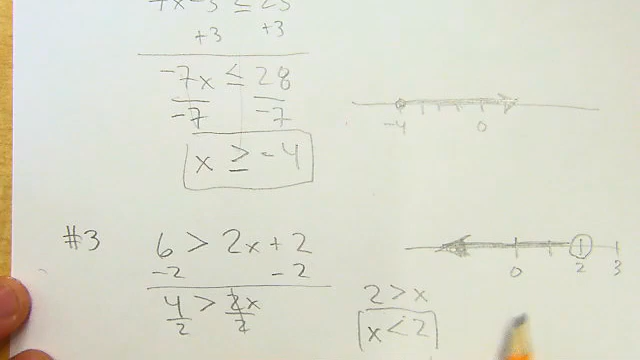 +3 +3
-7x ≤ 28
-7 -7
x ≥ -4
-4 0
#3 6 > 2x + 2
-2 -2
4 > 2x
2 2
2 > x
x < 2
0 2 3